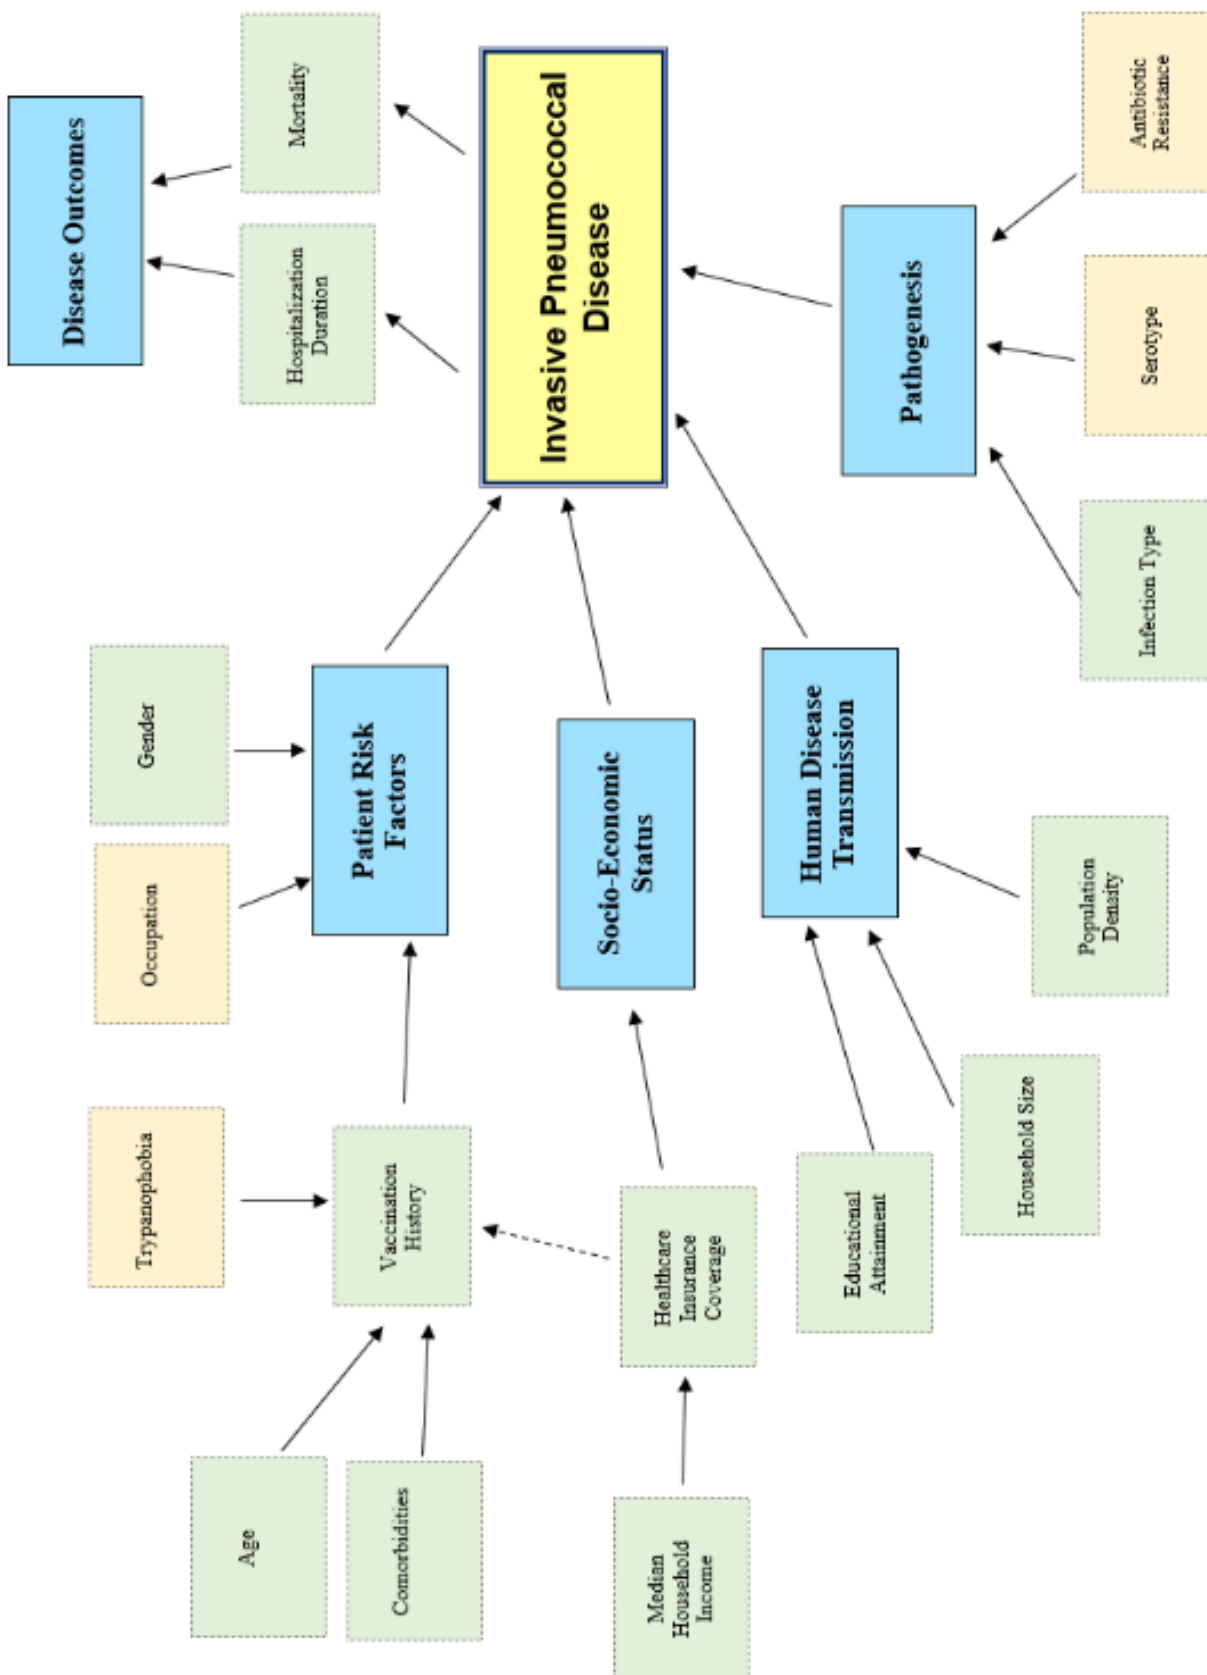 Age
Comorbidities
Median
Household
Income
Trypanophobia
Vaccination
History
Healthcare
Insurance
Coverage
Educational
Attainment
Household Size
Occupation
Gender
Patient Risk
Factors
Socio-Economic
Status
Human Disease
Transmission
Population
Density
Disease Outcomes
Hospitalization
Duration
Mortality
Invasive Pneumococcal
Disease
Pathogenesis
Infection Type
Serotype
Antibiotic
Resistance